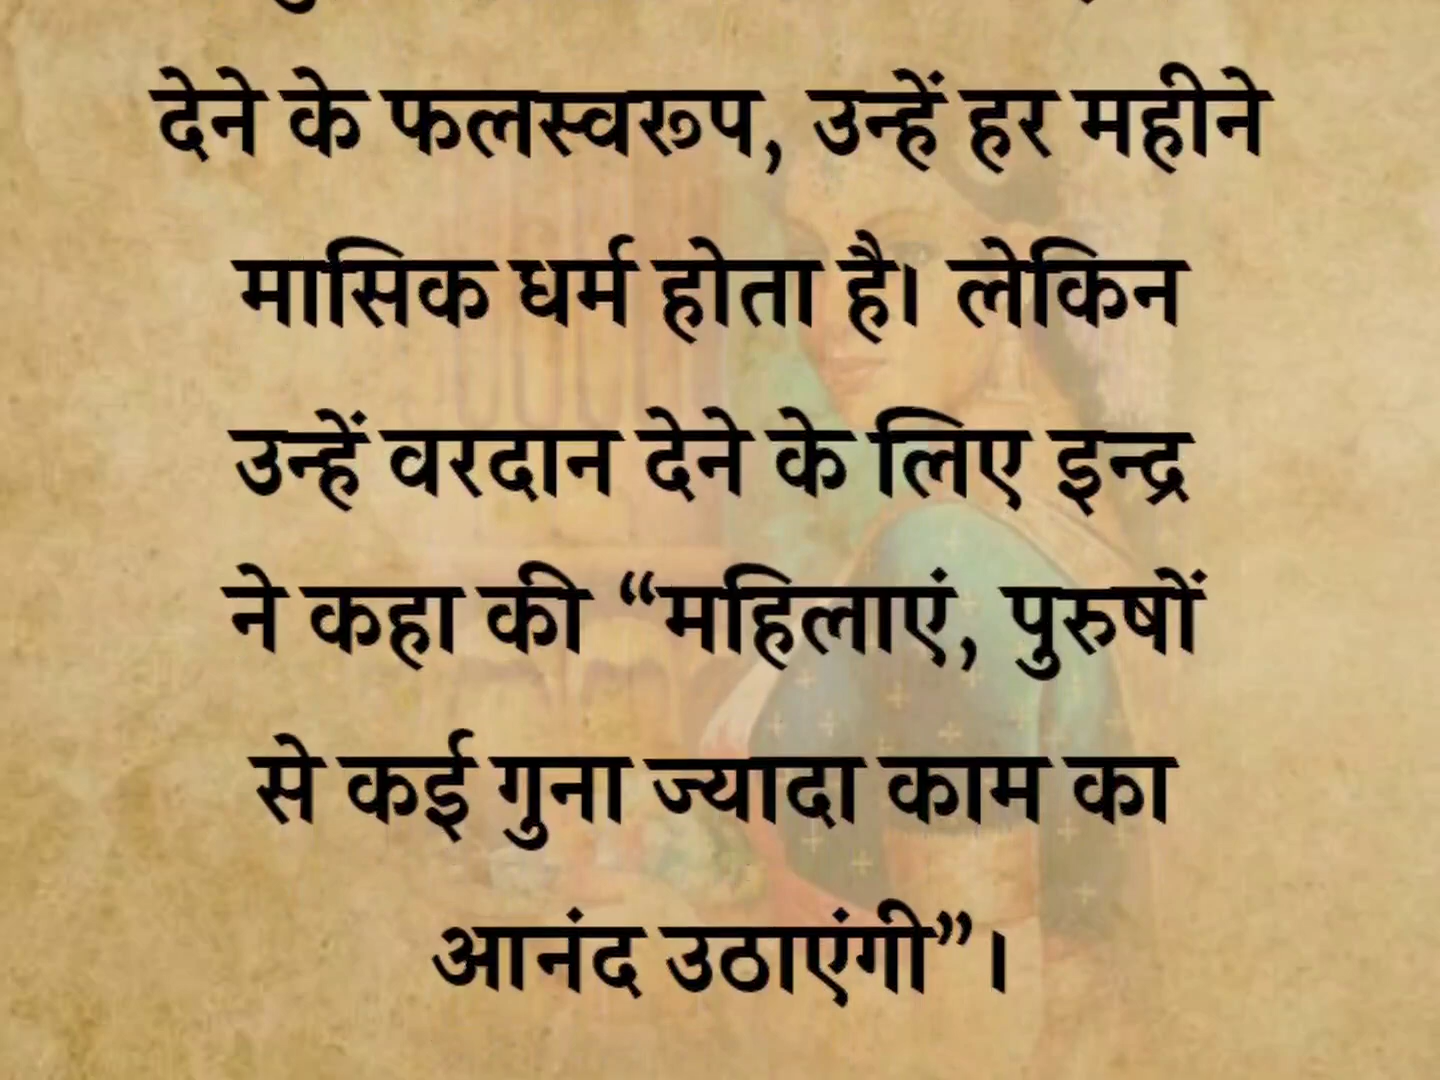 देने के फलस्वरूप, उन्हें हर महीने
मासिक धर्म होता है। लेकिन
उन्हें वरदान देने के लिए इन्द्र
ने कहा की “महिलाएं, पुरुषों
से कई गुना ज्यादा काम का
आनंद उठाएंगी”।